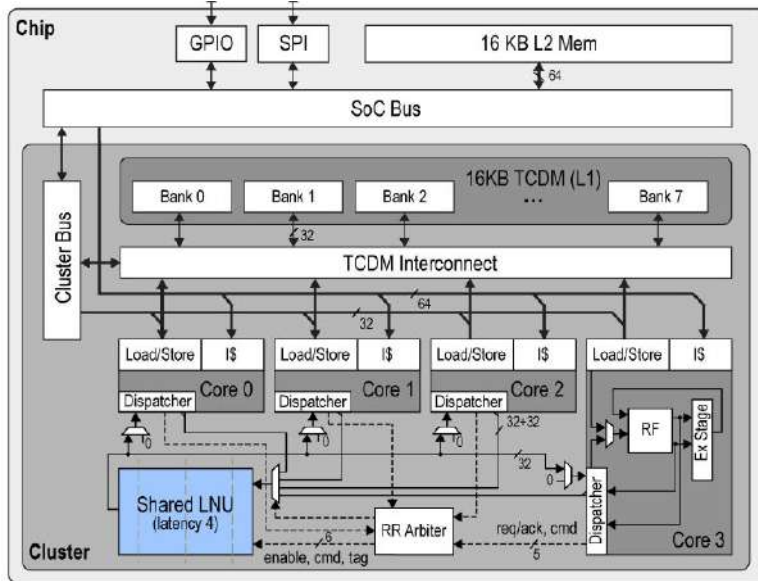 Chip
GPIO
SPI
16 KB L2 Mem
64
SoC Bus
Cluster Bus
16KB TCDM (L1)
Bank 0
Bank 1
Bank 2
...
Bank 7
32
TCDM Interconnect
64
32
Load/Store
I$
Load/Store
I$
Load/Store
I$
Load/Store
I$
Core 0
Core 1
Core 2
Dispatcher
Dispatcher
Dispatcher
RF
Ex Stage
32+32
0
0
0
32
0
Shared LNU
(latency 4)
RR Arbiter
Dispatcher
req/ack, cmd
6
5
enable, cmd, tag
Core 3
Cluster